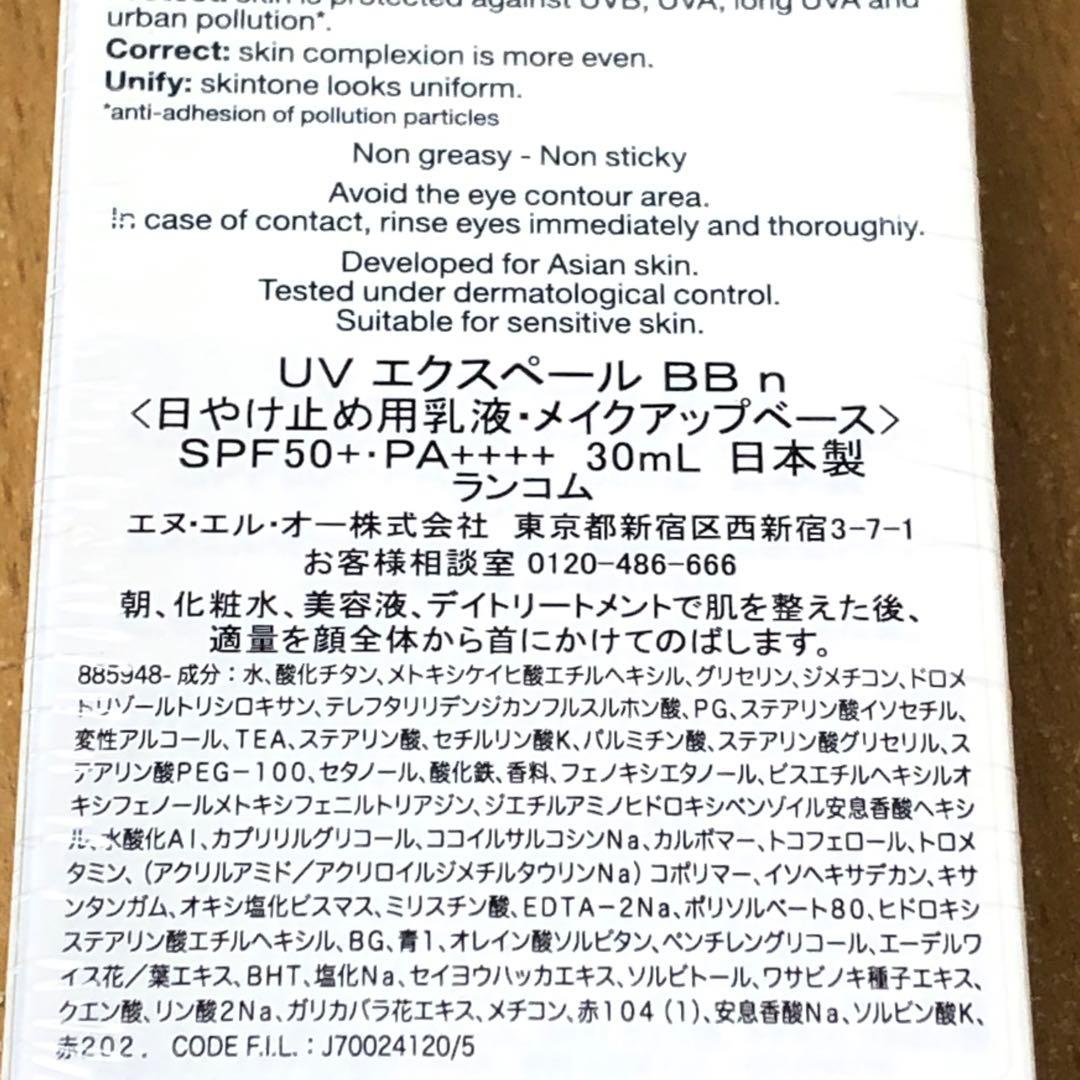 skin is protected against UVB, UVA, long UVA and
urban pollution*.
Correct: skin complexion is more even.
Unify: skintone looks uniform.
*anti-adhesion of pollution particles
Non greasy - Non sticky
Avoid the eye contour area.
In case of contact, rinse eyes immediately and thoroughly.
Developed for Asian skin.
Tested under dermatological control.
Suitable for sensitive skin.
UV エクスペール BB n
〈日やけ止め用乳液・メイクアップベース〉
SPF50+・PA++++ 30mL 日本製
ランコム
エヌ・エル・オー株式会社 東京都新宿区西新宿3-7-1
お客様相談室 0120-486-666
朝、化粧水、美容液、デイトリートメントで肌を整えた後、
適量を顔全体から首にかけてのばします。
885948- 成分：水、酸化チタン、メトキシケイヒ酸エチルヘキシル、グリセリン、ジメチコン、ドロメ
トリゾールトリシロキサン、テレフタリリデンジカンフルスルホン酸、PG、ステアリン酸イソセチル、
変性アルコール、TEA、ステアリン酸、セチルリン酸K、パルミチン酸、ステアリン酸グリセリル、ス
テアリン酸PEG-100、セタノール、酸化鉄、香料、フェノキシエタノール、ビスエチルヘキシルオ
キシフェノールメトキシフェニルトリアジン、ジエチルアミノヒドロキシベンゾイル安息香酸ヘキシ
ル、水酸化Al、カプリリルグリコール、ココイルサルコシンNa、カルボマー、トコフェロール、トロメ
タミン、（アクリルアミド／アクリロイルジメチルタウリンNa）コポリマー、イソヘキサデカン、キサ
ンタンガム、オキシ塩化ビスマス、ミリスチン酸、EDTA-2Na、ポリソルベート80、ヒドロキシ
ステアリン酸エチルヘキシル、BG、青1、オレイン酸ソルビタン、ペンチレングリコール、エーデルワ
イス花／葉エキス、BHT、塩化Na、セイヨウハッカエキス、ソルビトール、ワサビノキ種子エキス、
クエン酸、リン酸2Na、ガリカバラ花エキス、メチコン、赤104（1）、安息香酸Na、ソルビン酸K、
赤202． CODE F.I.L.：J70024120/5